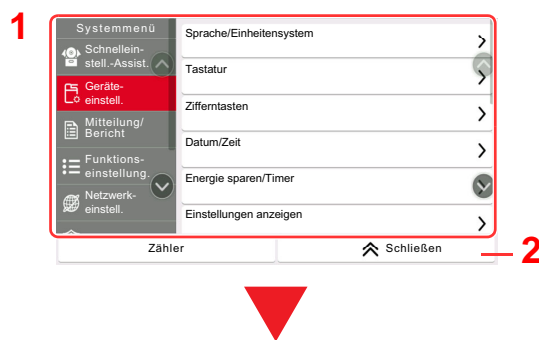 1
Systemmenü
Schnellein-
stell.-Assist.
Geräte-
einstell.
Mitteilung/
Bericht
Funktions-
einstellung.
Netzwerk-
einstell.
Sprache/Einheitensystem
Tastatur
Zifferntasten
Datum/Zeit
Energie sparen/Timer
Einstellungen anzeigen
Zähler
Schließen
2